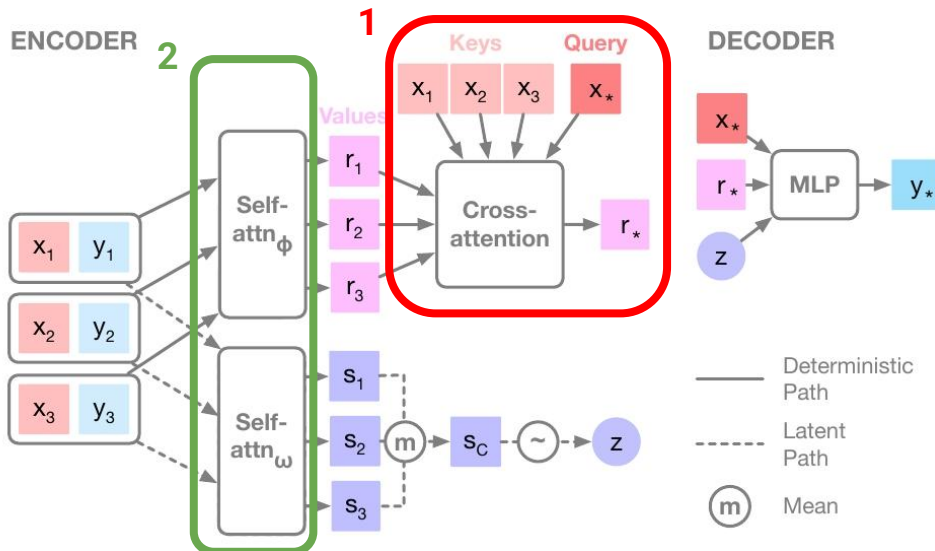 ENCODER
2
1
Keys
Query
DECODER
x₁ x₂ x₃ x*
Values
r₁
r₂
r₃
Self-
attnϕ
Cross-
attention
r*
x*
r*
z
MLP
y*
x₁ y₁
x₂ y₂
x₃ y₃
Self-
attnω
s₁
s₂
s₃
m
s_C
~
z
Deterministic
Path
Latent
Path
m Mean